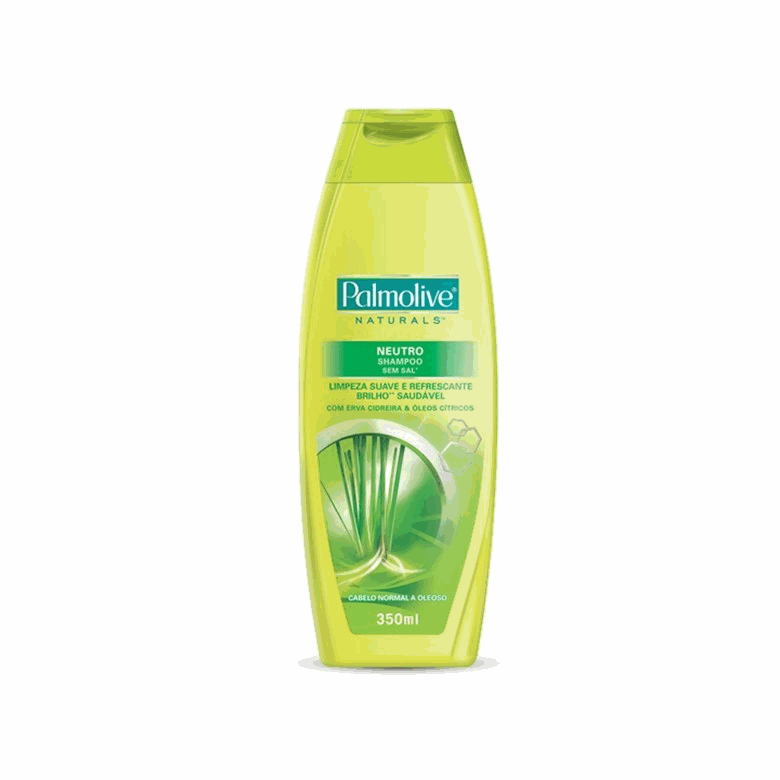 Palmolive®
NATURALS™
NEUTRO
SHAMPOO
SEM SAL*
LIMPEZA SUAVE E REFRESCANTE
BRILHO** SAUDÁVEL
COM ERVA CIDREIRA & ÓLEOS CÍTRICOS
CABELO NORMAL A OLEOSO
350ml